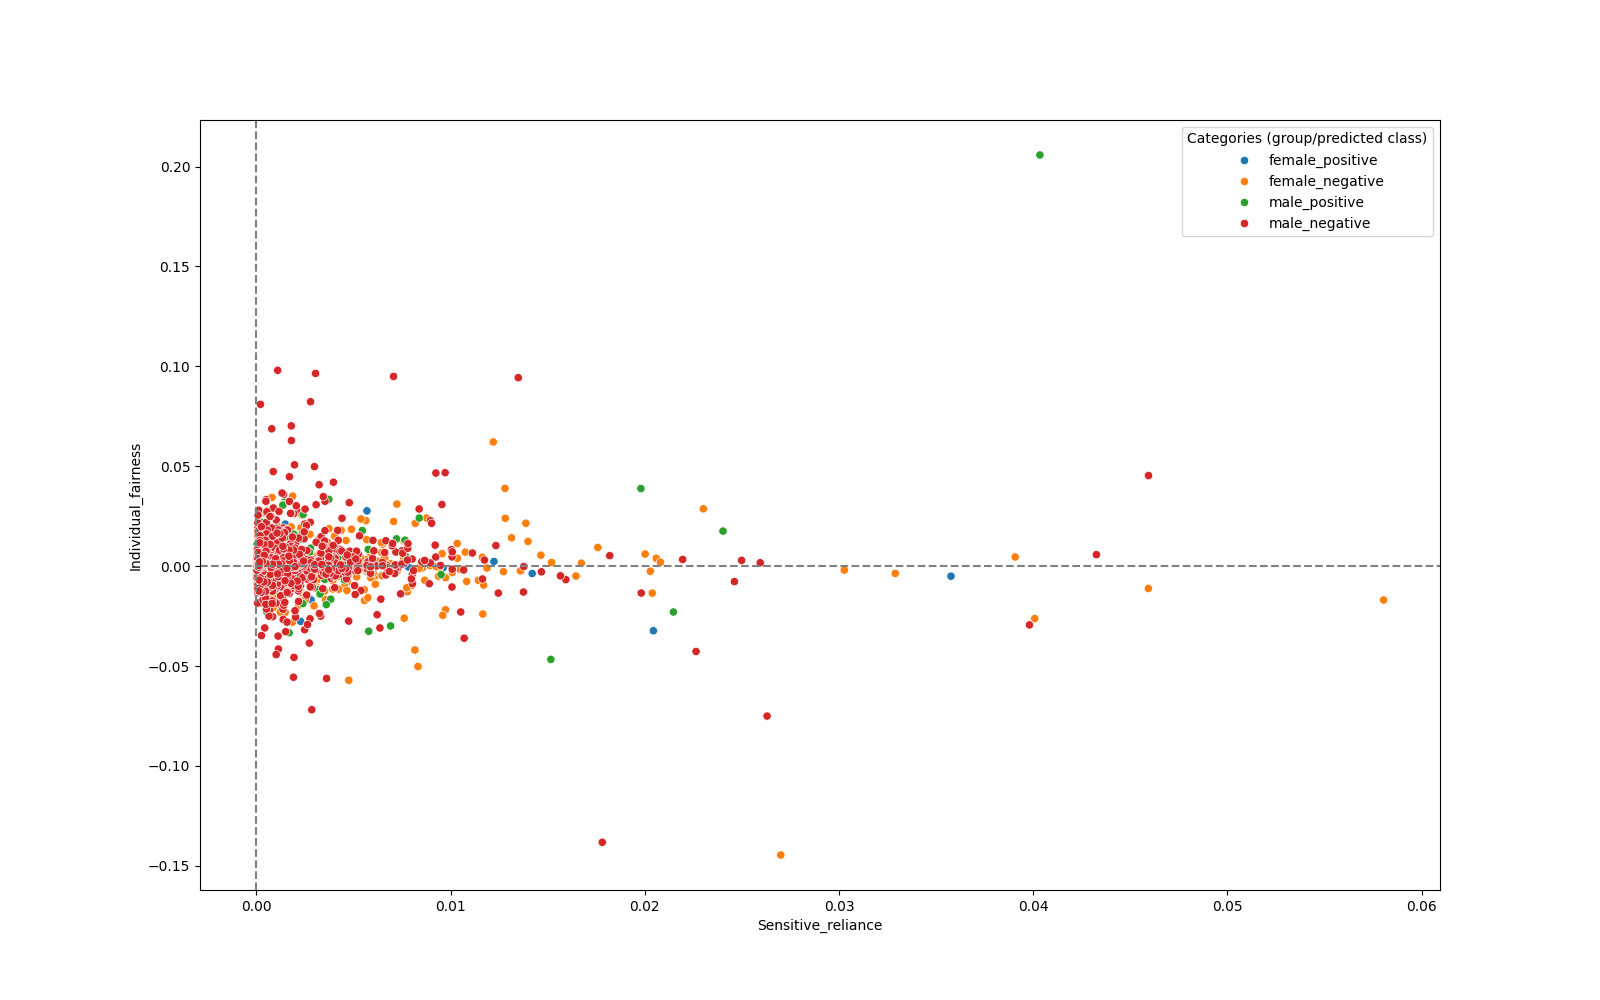 Categories (group/predicted class)
female_positive
female_negative
male_positive
male_negative
0.20
0.15
0.10
0.05
0.00
−0.05
−0.10
−0.15
Individual_fairness
0.00 0.01 0.02 0.03 0.04 0.05 0.06
Sensitive_reliance